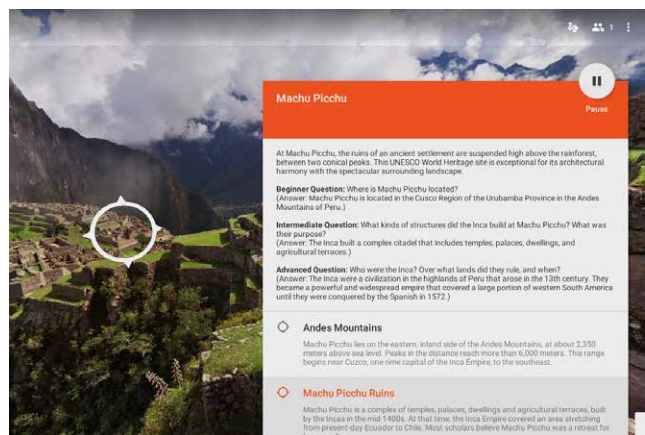 1
Machu Picchu
Pause
At Machu Picchu, the ruins of an ancient settlement are suspended high above the rainforest,
between two conical peaks. This UNESCO World Heritage site is exceptional for its architectural
harmony with the spectacular surrounding landscape.
Beginner Question: Where is Machu Picchu located?
(Answer: Machu Picchu is located in the Cusco Region of the Urubamba Province in the Andes
Mountains of Peru.)
Intermediate Question: What kinds of structures did the Inca build at Machu Picchu? What was
their purpose?
(Answer: The Inca built a complex citadel that includes temples, palaces, dwellings, and
agricultural terraces.)
Advanced Question: Who were the Inca? Over what lands did they rule, and when?
(Answer: The Inca were a civilization in the highlands of Peru that arose in the 13th century. They
became a powerful and widespread empire that covered a large portion of western South America
until they were conquered by the Spanish in 1572.)
Andes Mountains
Machu Picchu lies on the eastern, inland side of the Andes Mountains, at about 2,350
meters above sea level. Peaks in the distance reach more than 6,000 meters. This range
begins near Cuzco, one-time capital of the Inca Empire, to the southeast.
Machu Picchu Ruins
Machu Picchu is a complex of temples, palaces, dwellings and agricultural terraces, built
by the Incas in the mid-1400s. At that time, the Inca Empire covered an area stretching
from present-day Ecuador to Chile. Most scholars believe Machu Picchu was a retreat for